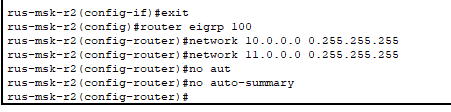 rus-msk-r2(config-if)#exit
rus-msk-r2(config)#router eigrp 100
rus-msk-r2(config-router)#network 10.0.0.0 0.255.255.255
rus-msk-r2(config-router)#network 11.0.0.0 0.255.255.255
rus-msk-r2(config-router)#no aut
rus-msk-r2(config-router)#no auto-summary
rus-msk-r2(config-router)#